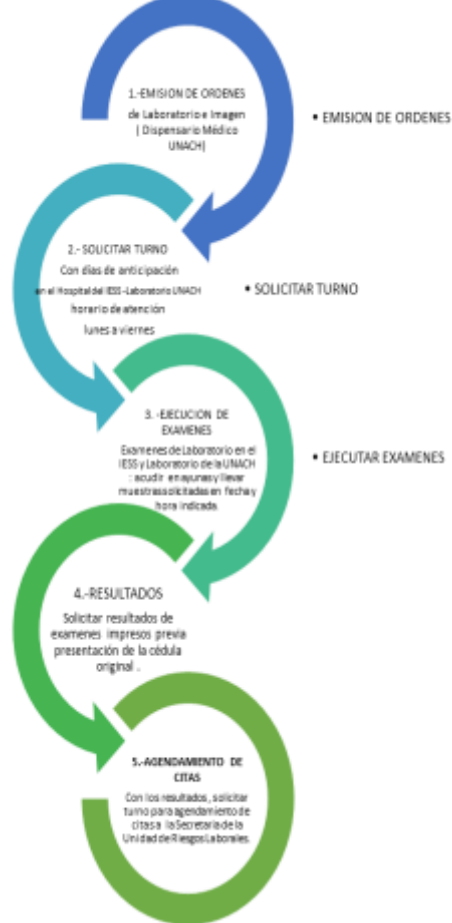 1.-EMISION DE ORDENES
de Laboratorio e Imagen
( Dispensario Médico
UNACH)
• EMISION DE ORDENES
2.- SOLICITAR TURNO
Con días de anticipación
en el Hospital del IESS -Laboratorio UNACH
horario de atención
lunes a viernes
• SOLICITAR TURNO
3. -EJECUCION DE
EXAMENES
Examenes de Laboratorio en el
IESS y Laboratorio de la UNACH
: acudir en ayunas y llevar
muestras solicitadas en fecha y
hora indicada.
• EJECUTAR EXAMENES
4.-RESULTADOS
Solicitar resultados de
examenes impresos previa
presentación de la cédula
original .
5.-AGENDAMIENTO DE
CITAS
Con los resultados, solicitar
turno para agendamiento de
citas a la Secretaria de la
Unidad de Riesgos Laborales.